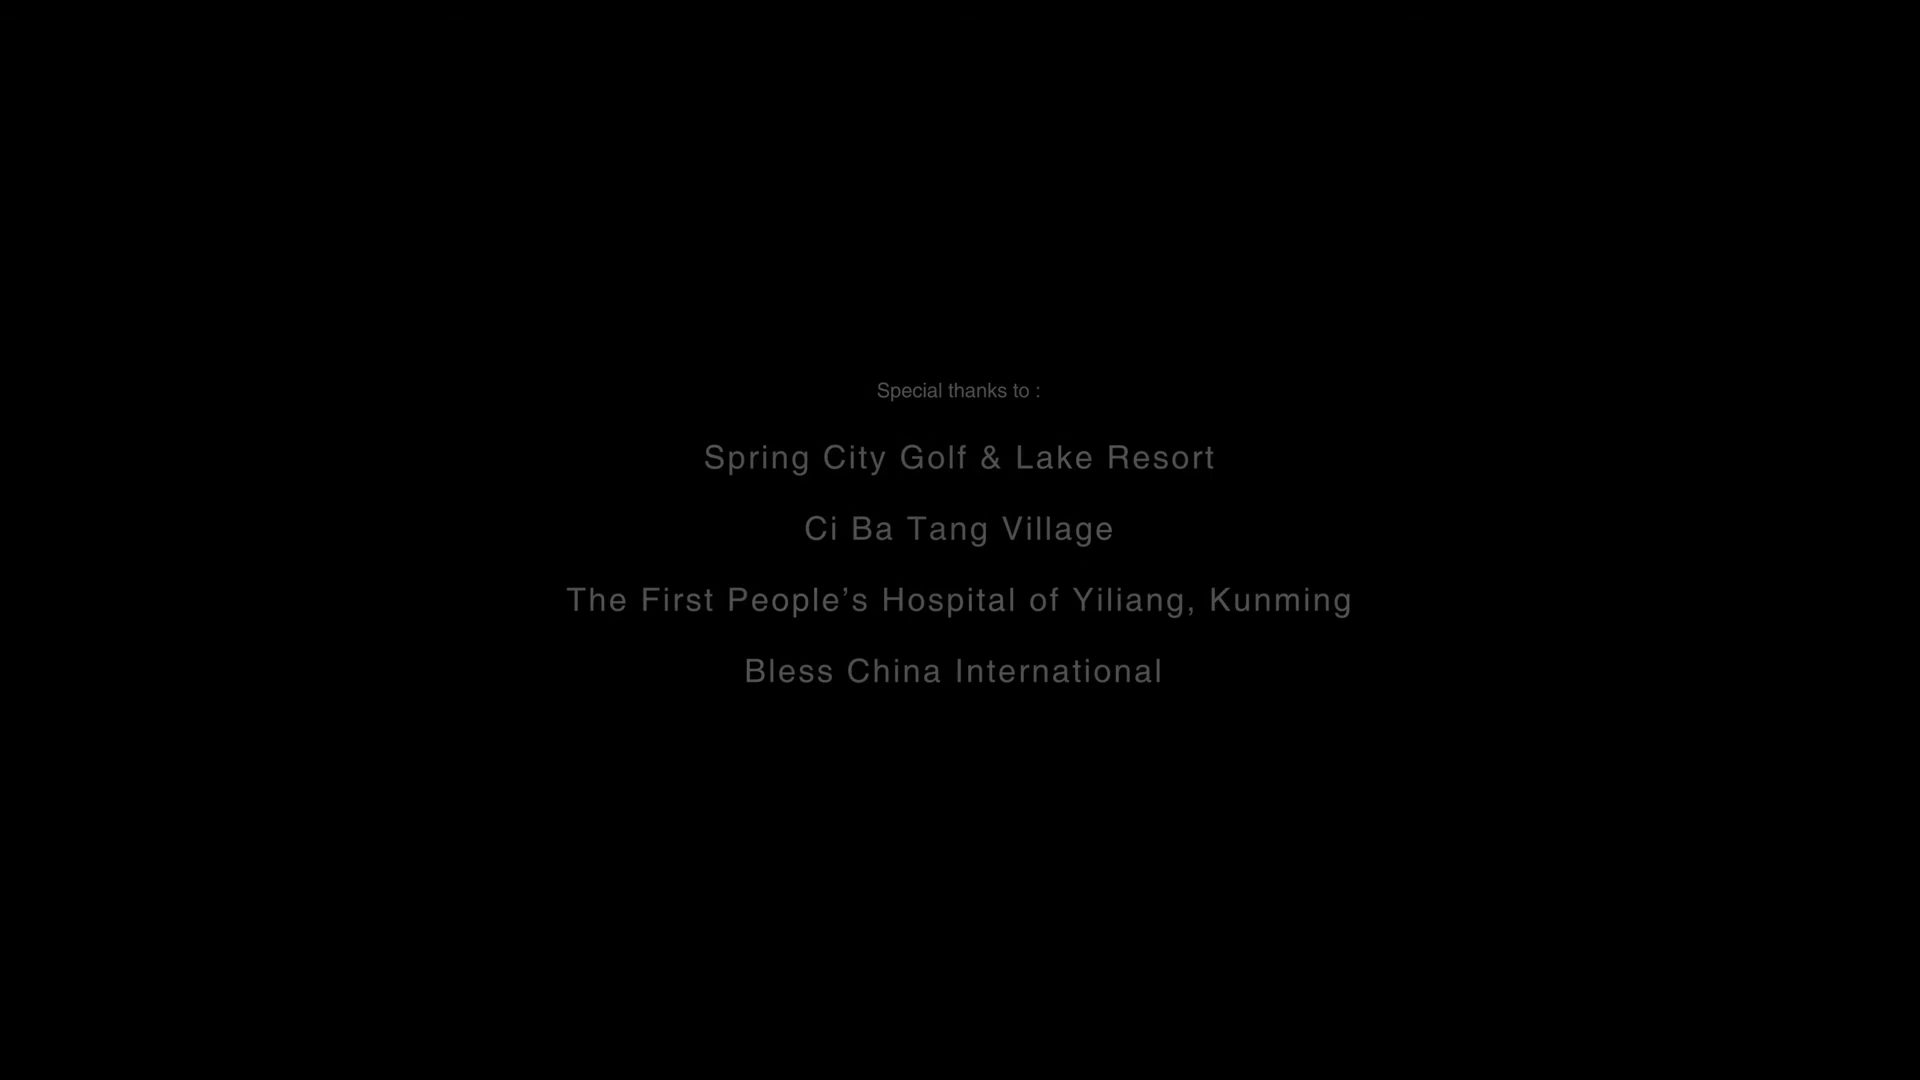 Special thanks to :
Spring City Golf & Lake Resort
Ci Ba Tang Village
The First People’s Hospital of Yiliang, Kunming
Bless China International